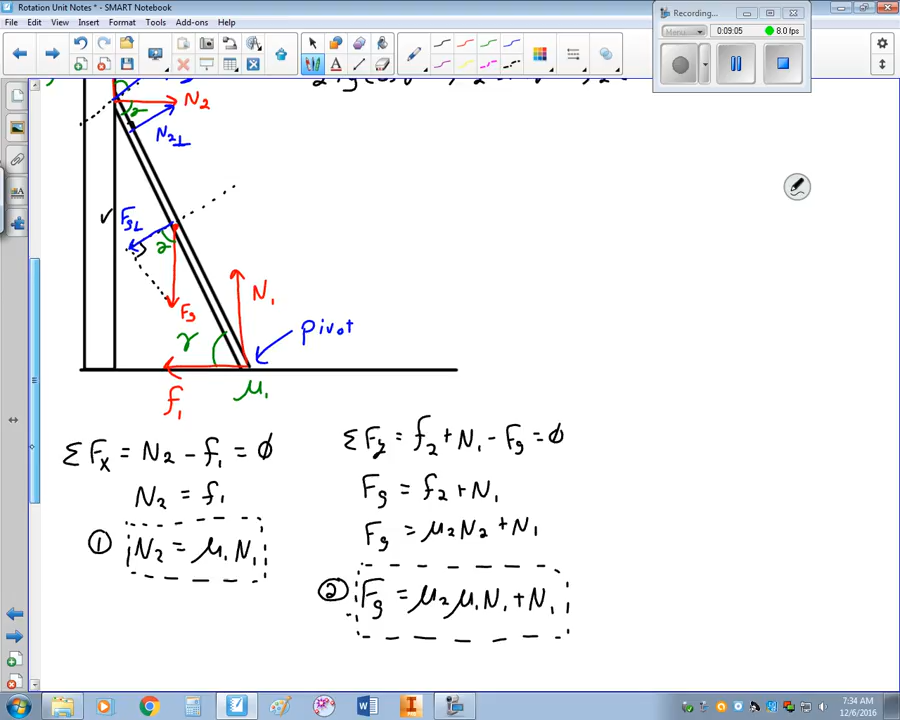 Rotation Unit Notes * - SMART Notebook
File Edit View Insert Format Tools Add-ons Help
Recording...
Menu
0:09:05
8.0 fps
N₂
2
N₂⊥
Fg⊥
2
Fg
N₁
γ
pivot
f₁
μ₁
ΣFx = N₂ - f₁ = ∅
N₂ = f₁
① N₂ = μ₁N₁
ΣFy = f₂ + N₁ - Fg = ∅
Fg = f₂ + N₁
Fg = μ₂N₂ + N₁
② Fg = μ₂μ₁N₁ + N₁
7:34 AM
12/6/2016